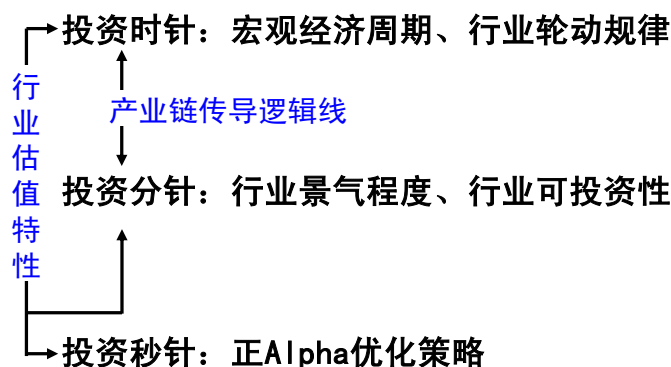 投资时针：宏观经济周期、行业轮动规律
产业链传导逻辑线
行业估值特性
投资分针：行业景气程度、行业可投资性
投资秒针：正Alpha优化策略